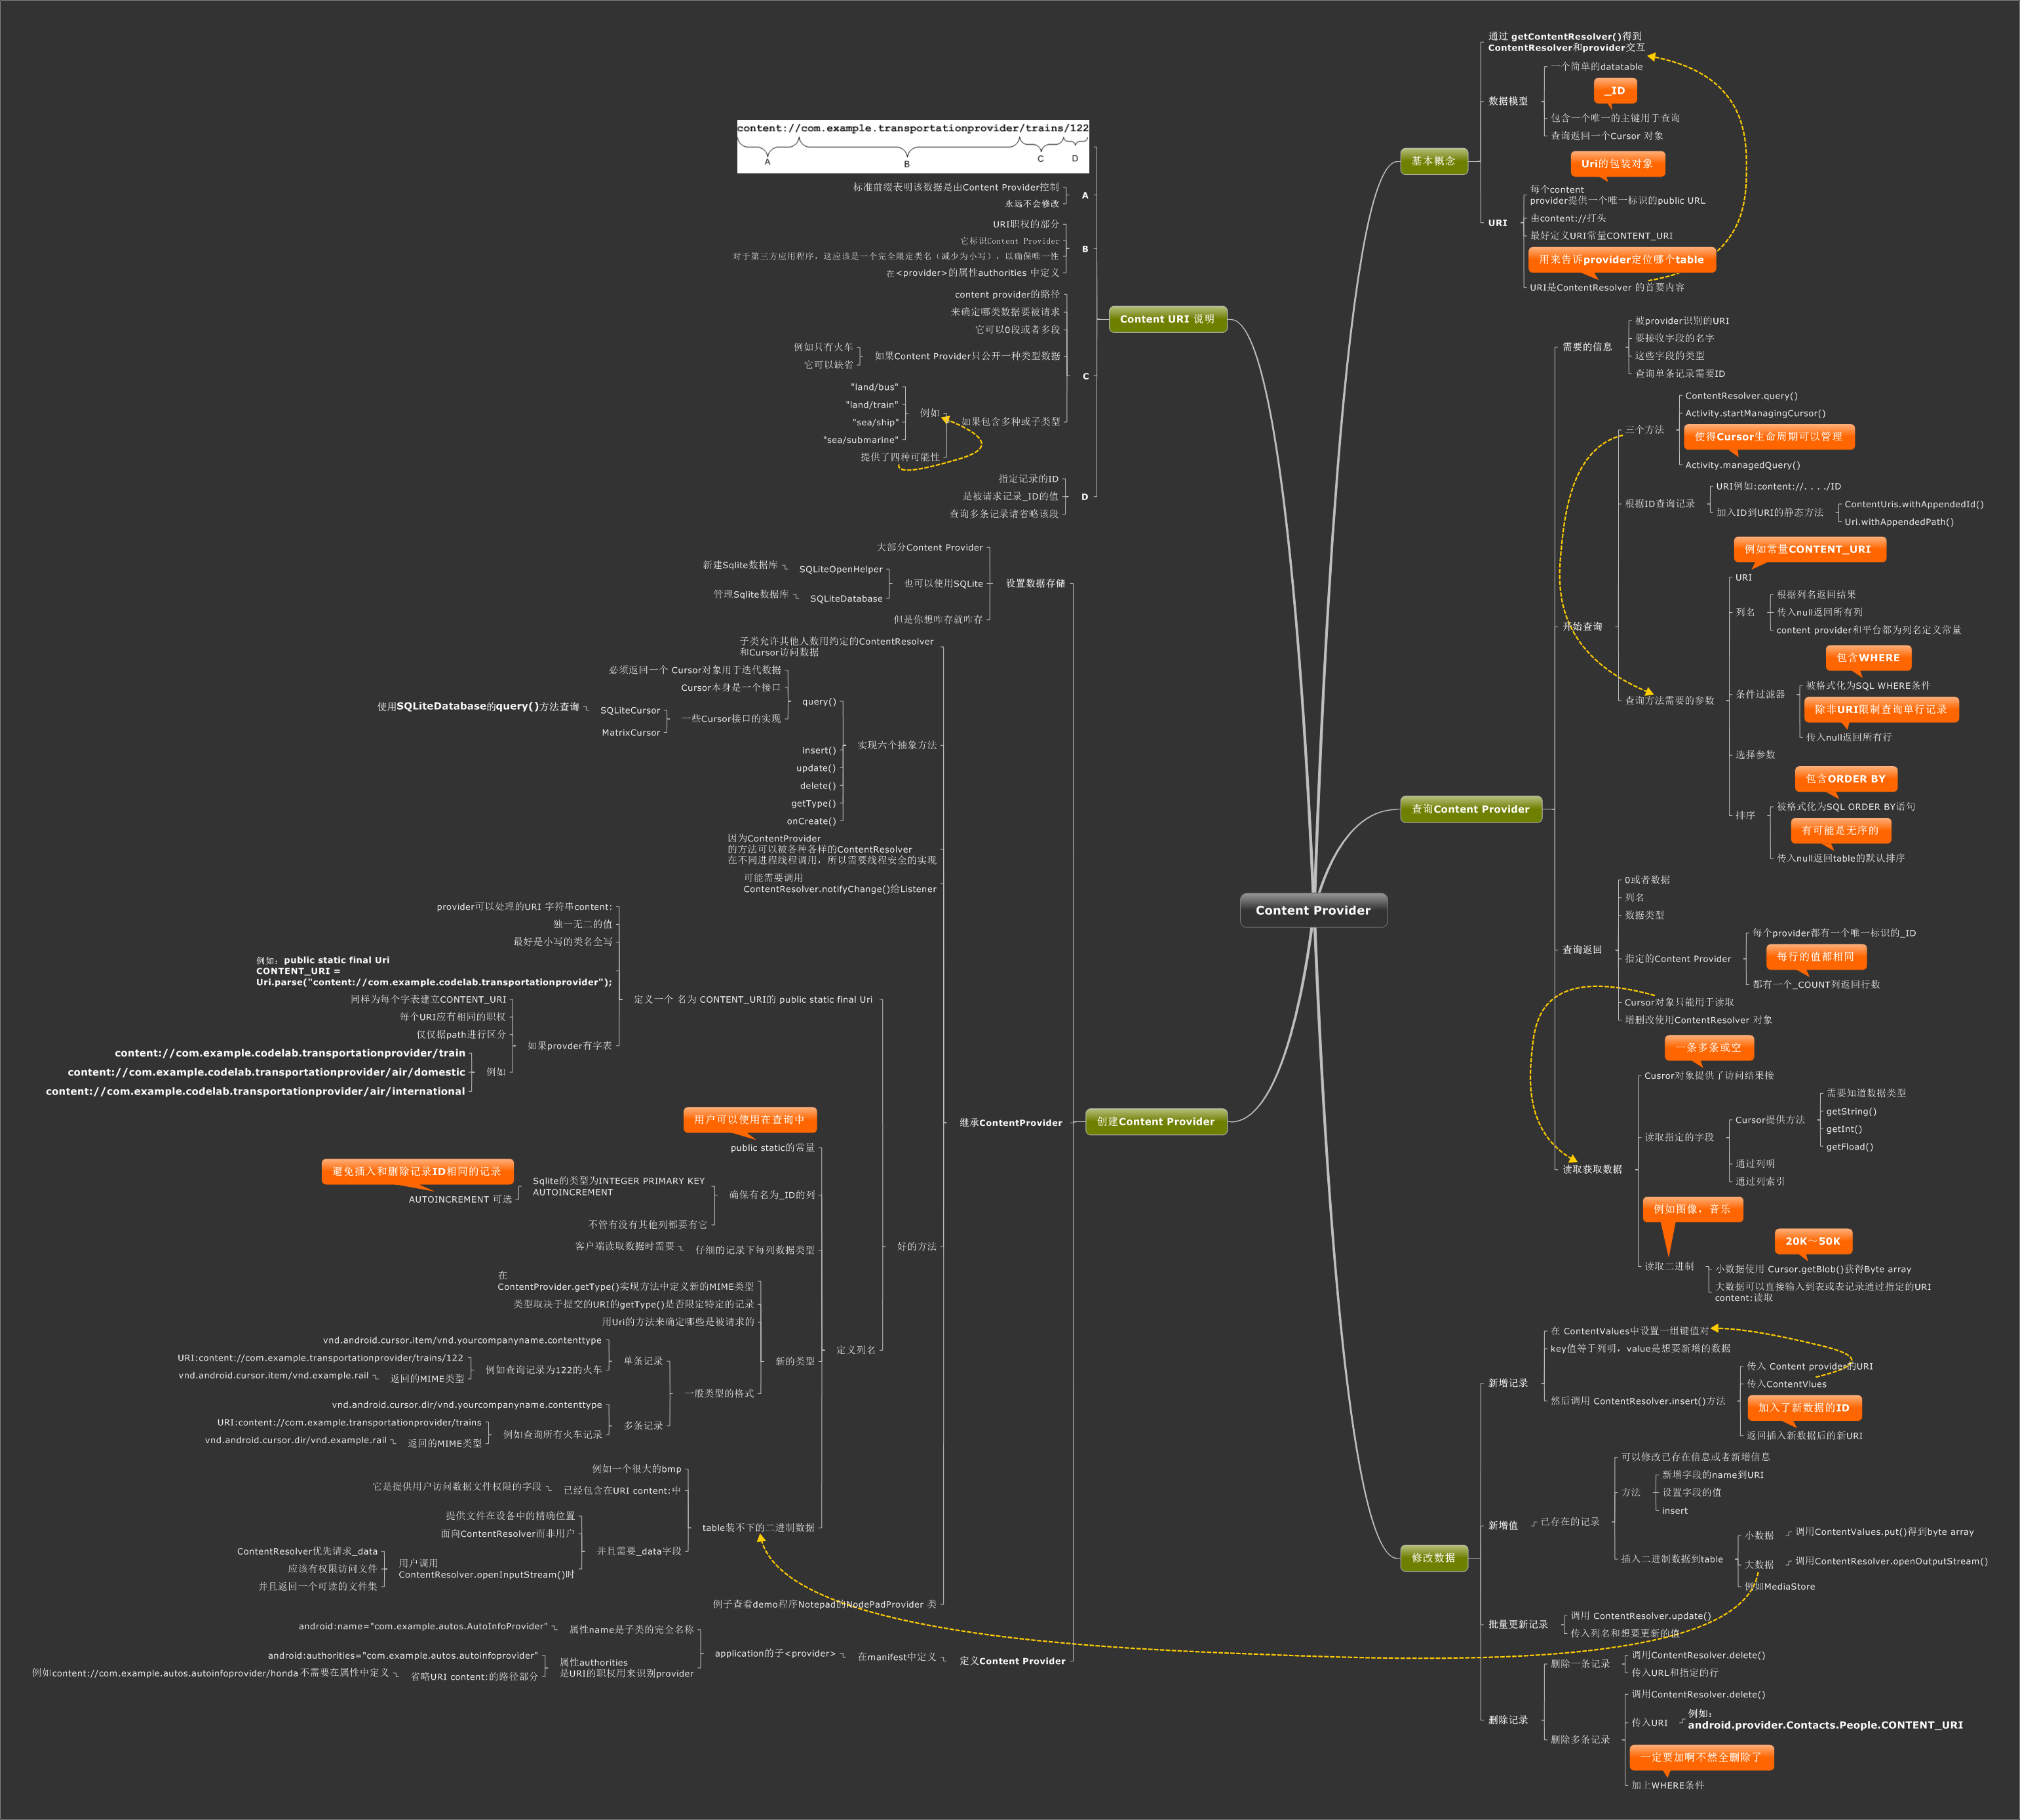 Content Provider
基本概念
通过 getContentResolver()得到
ContentResolver和provider交互
数据模型
一个简单的datatable
_ID
包含一个唯一的主键用于查询
查询返回一个Cursor 对象
Uri的包装对象
URI
每个content
provider提供一个唯一标识的public URL
由content://打头
最好定义URI常量CONTENT_URI
用来告诉provider定位哪个table
URI是ContentResolver 的首要内容
查询Content Provider
需要的信息
被provider识别的URI
要接收字段的名字
这些字段的类型
查询单条记录需要ID
开始查询
三个方法
ContentResolver.query()
Activity.startManagingCursor()
使得Cursor生命周期可以管理
Activity.managedQuery()
根据ID查询记录
URI例如:content://. . . ./ID
加入ID到URI的静态方法
ContentUris.withAppendedId()
Uri.withAppendedPath()
查询方法需要的参数
例如常量CONTENT_URI
URI
列名
根据列名返回结果
传入null返回所有列
content provider和平台都为列名定义常量
包含WHERE
条件过滤器
被格式化为SQL WHERE条件
除非URI限制查询单行记录
传入null返回所有行
选择参数
包含ORDER BY
排序
被格式化为SQL ORDER BY语句
有可能是无序的
传入null返回table的默认排序
查询返回
0或者数据
列名
数据类型
指定的Content Provider
每个provider都有一个唯一标识的_ID
每行的值都相同
都有一个_COUNT列返回行数
Cursor对象只能用于读取
增删改使用ContentResolver 对象
读取获取数据
一条多条或空
Cusror对象提供了访问结果接
读取指定的字段
Cursor提供方法
需要知道数据类型
getString()
getInt()
getFload()
通过列明
通过列索引
例如图像，音乐
读取二进制
20K～50K
小数据使用 Cursor.getBlob()获得Byte array
大数据可以直接输入到表或表记录通过指定的URI
content:读取
修改数据
新增记录
在 ContentValues中设置一组键值对
key值等于列明，value是想要新增的数据
然后调用 ContentResolver.insert()方法
传入 Content provider的URI
传入ContentVlues
加入了新数据的ID
返回插入新数据后的新URI
新增值
已存在的记录
可以修改已存在信息或者新增信息
方法
新增字段的name到URI
设置字段的值
insert
插入二进制数据到table
小数据
调用ContentValues.put()得到byte array
大数据
调用ContentResolver.openOutputStream()
例如MediaStore
批量更新记录
调用 ContentResolver.update()
传入列名和想要更新的值
删除记录
删除一条记录
调用ContentResolver.delete()
传入URL和指定的行
删除多条记录
调用ContentResolver.delete()
传入URI
例如：
android.provider.Contacts.People.CONTENT_URI
一定要加啊不然全删除了
加上WHERE条件
Content URI 说明
content://com.example.transportationprovider/trains/122
A
B
C
D
A
标准前缀表明该数据是由Content Provider控制
永远不会修改
B
URI职权的部分
它标识Content Provider
对于第三方应用程序，这应该是一个完全限定类名（减少为小写），以确保唯一性
在<provider>的属性authorities 中定义
C
content provider的路径
来确定哪类数据要被请求
它可以0段或者多段
如果Content Provider只公开一种类型数据
例如只有火车
它可以缺省
如果包含多种或子类型
例如
"land/bus"
"land/train"
"sea/ship"
"sea/submarine"
提供了四种可能性
D
指定记录的ID
是被请求记录_ID的值
查询多条记录请省略该段
创建Content Provider
设置数据存储
大部分Content Provider
也可以使用SQLite
SQLiteOpenHelper
新建Sqlite数据库
SQLiteDatabase
管理Sqlite数据库
但是你想咋存就咋存
继承ContentProvider
子类允许其他人数用约定的ContentResolver
和Cursor访问数据
实现六个抽象方法
query()
必须返回一个 Cursor对象用于迭代数据
Cursor本身是一个接口
一些Cursor接口的实现
SQLiteCursor
使用SQLiteDatabase的query()方法查询
MatrixCursor
insert()
update()
delete()
getType()
onCreate()
因为ContentProvider
的方法可以被各种各样的ContentResolver
在不同进程线程调用，所以需要线程安全的实现
可能需要调用
ContentResolver.notifyChange()给Listener
好的方法
定义一个 名为 CONTENT_URI的 public static final Uri
provider可以处理的URI 字符串content:
独一无二的值
最好是小写的类名全写
例如：public static final Uri
CONTENT_URI =
Uri.parse("content://com.example.codelab.transportationprovider");
如果provder有字表
同样为每个字表建立CONTENT_URI
每个URI应有相同的职权
仅仅据path进行区分
例如
content://com.example.codelab.transportationprovider/train
content://com.example.codelab.transportationprovider/air/domestic
content://com.example.codelab.transportationprovider/air/international
定义列名
用户可以使用在查询中
public static的常量
确保有名为_ID的列
Sqlite的类型为INTEGER PRIMARY KEY
AUTOINCREMENT
避免插入和删除记录ID相同的记录
AUTOINCREMENT 可选
不管有没有其他列都要有它
仔细的记录下每列数据类型
客户端读取数据时需要
新的类型
在
ContentProvider.getType()实现方法中定义新的MIME类型
类型取决于提交的URI的getType()是否限定特定的记录
用Uri的方法来确定哪些是被请求的
一般类型的格式
单条记录
vnd.android.cursor.item/vnd.yourcompanyname.contenttype
例如查询记录为122的火车
URI:content://com.example.transportationprovider/trains/122
返回的MIME类型
vnd.android.cursor.item/vnd.example.rail
多条记录
vnd.android.cursor.dir/vnd.yourcompanyname.contenttype
例如查询所有火车记录
URI:content://com.example.transportationprovider/trains
返回的MIME类型
vnd.android.cursor.dir/vnd.example.rail
table装不下的二进制数据
例如一个很大的bmp
已经包含在URI content:中
它是提供用户访问数据文件权限的字段
并且需要_data字段
提供文件在设备中的精确位置
面向ContentResolver而非用户
用户调用
ContentResolver.openInputStream()时
ContentResolver优先请求_data
应该有权限访问文件
并且返回一个可读的文件集
例子查看demo程序Notepad的NodePadProvider 类
定义Content Provider
在manifest中定义
application的子<provider>
属性name是子类的完全名称
android:name="com.example.autos.AutoInfoProvider"
属性authorities
是URI的职权用来识别provider
android:authorities="com.example.autos.autoinfoprovider"
省略URI content:的路径部分
例如content://com.example.autos.autoinfoprovider/honda 不需要在属性中定义